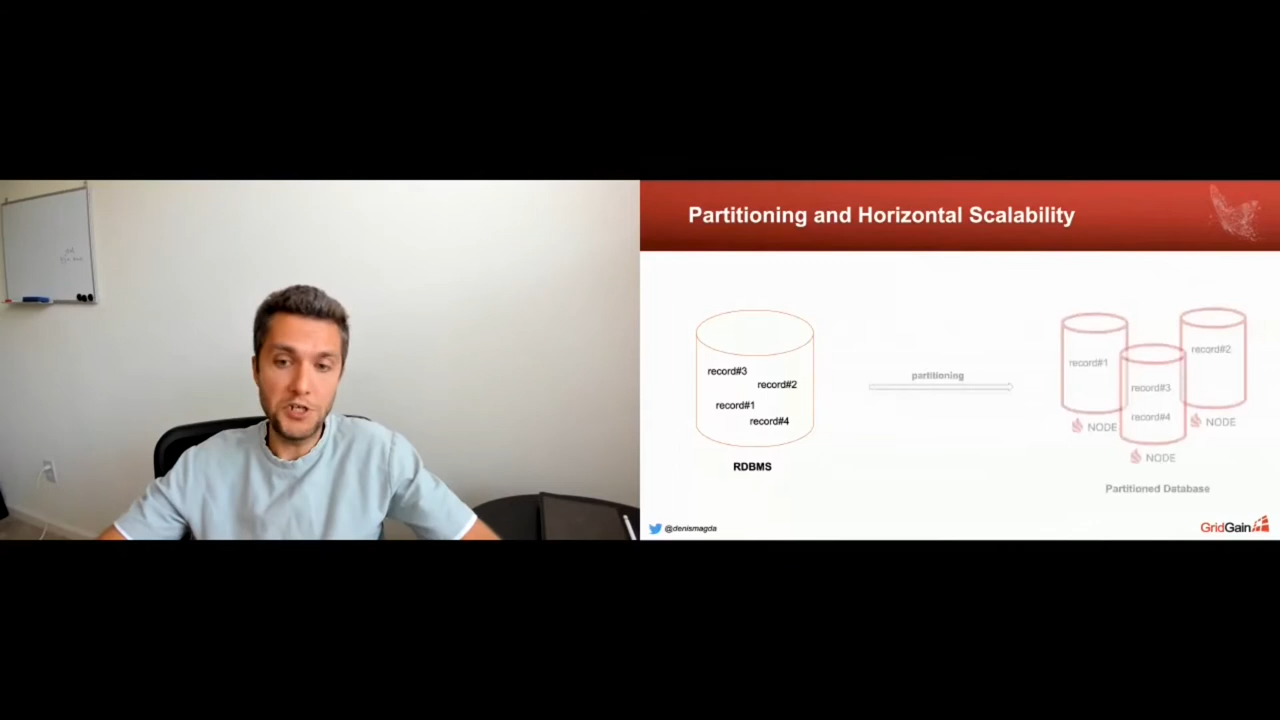 Partitioning and Horizontal Scalability
record#3
record#2
record#1
record#4
RDBMS
partitioning
record#1
record#2
record#3
record#4
NODE
NODE
NODE
Partitioned Database
@denismagda
GridGain